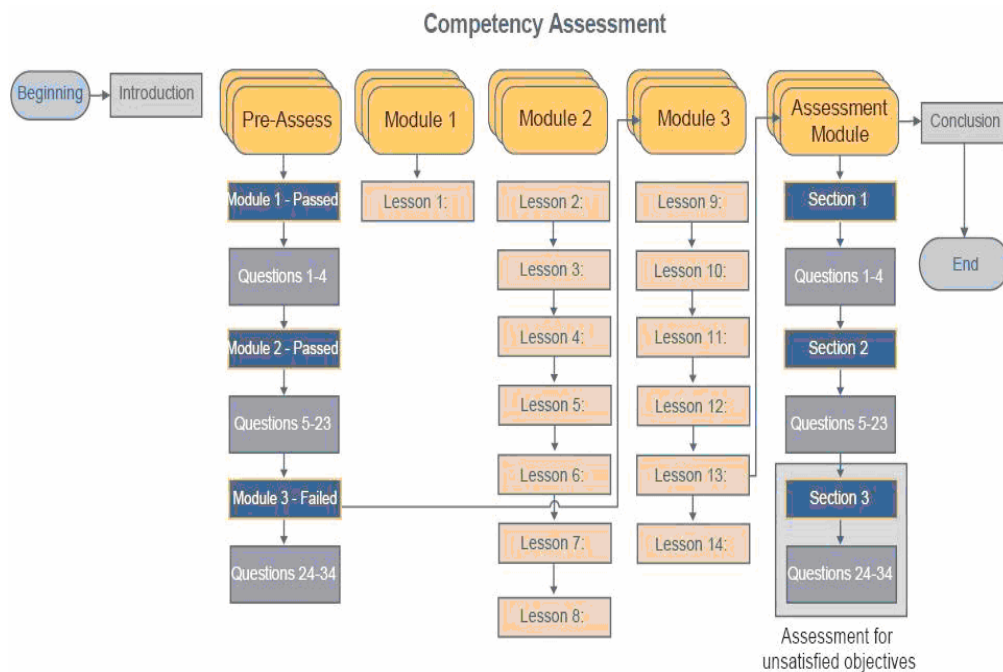 Competency Assessment
Beginning
Introduction
Pre-Assess
Module 1
Module 2
Module 3
Assessment
Module
Conclusion
End
Module 1 - Passed
Questions 1-4
Module 2 - Passed
Questions 5-23
Module 3 - Failed
Questions 24-34
Lesson 1:
Lesson 2:
Lesson 3:
Lesson 4:
Lesson 5:
Lesson 6:
Lesson 7:
Lesson 8:
Lesson 9:
Lesson 10:
Lesson 11:
Lesson 12:
Lesson 13:
Lesson 14:
Section 1
Questions 1-4
Section 2
Questions 5-23
Section 3
Questions 24-34
Assessment for
unsatisfied objectives